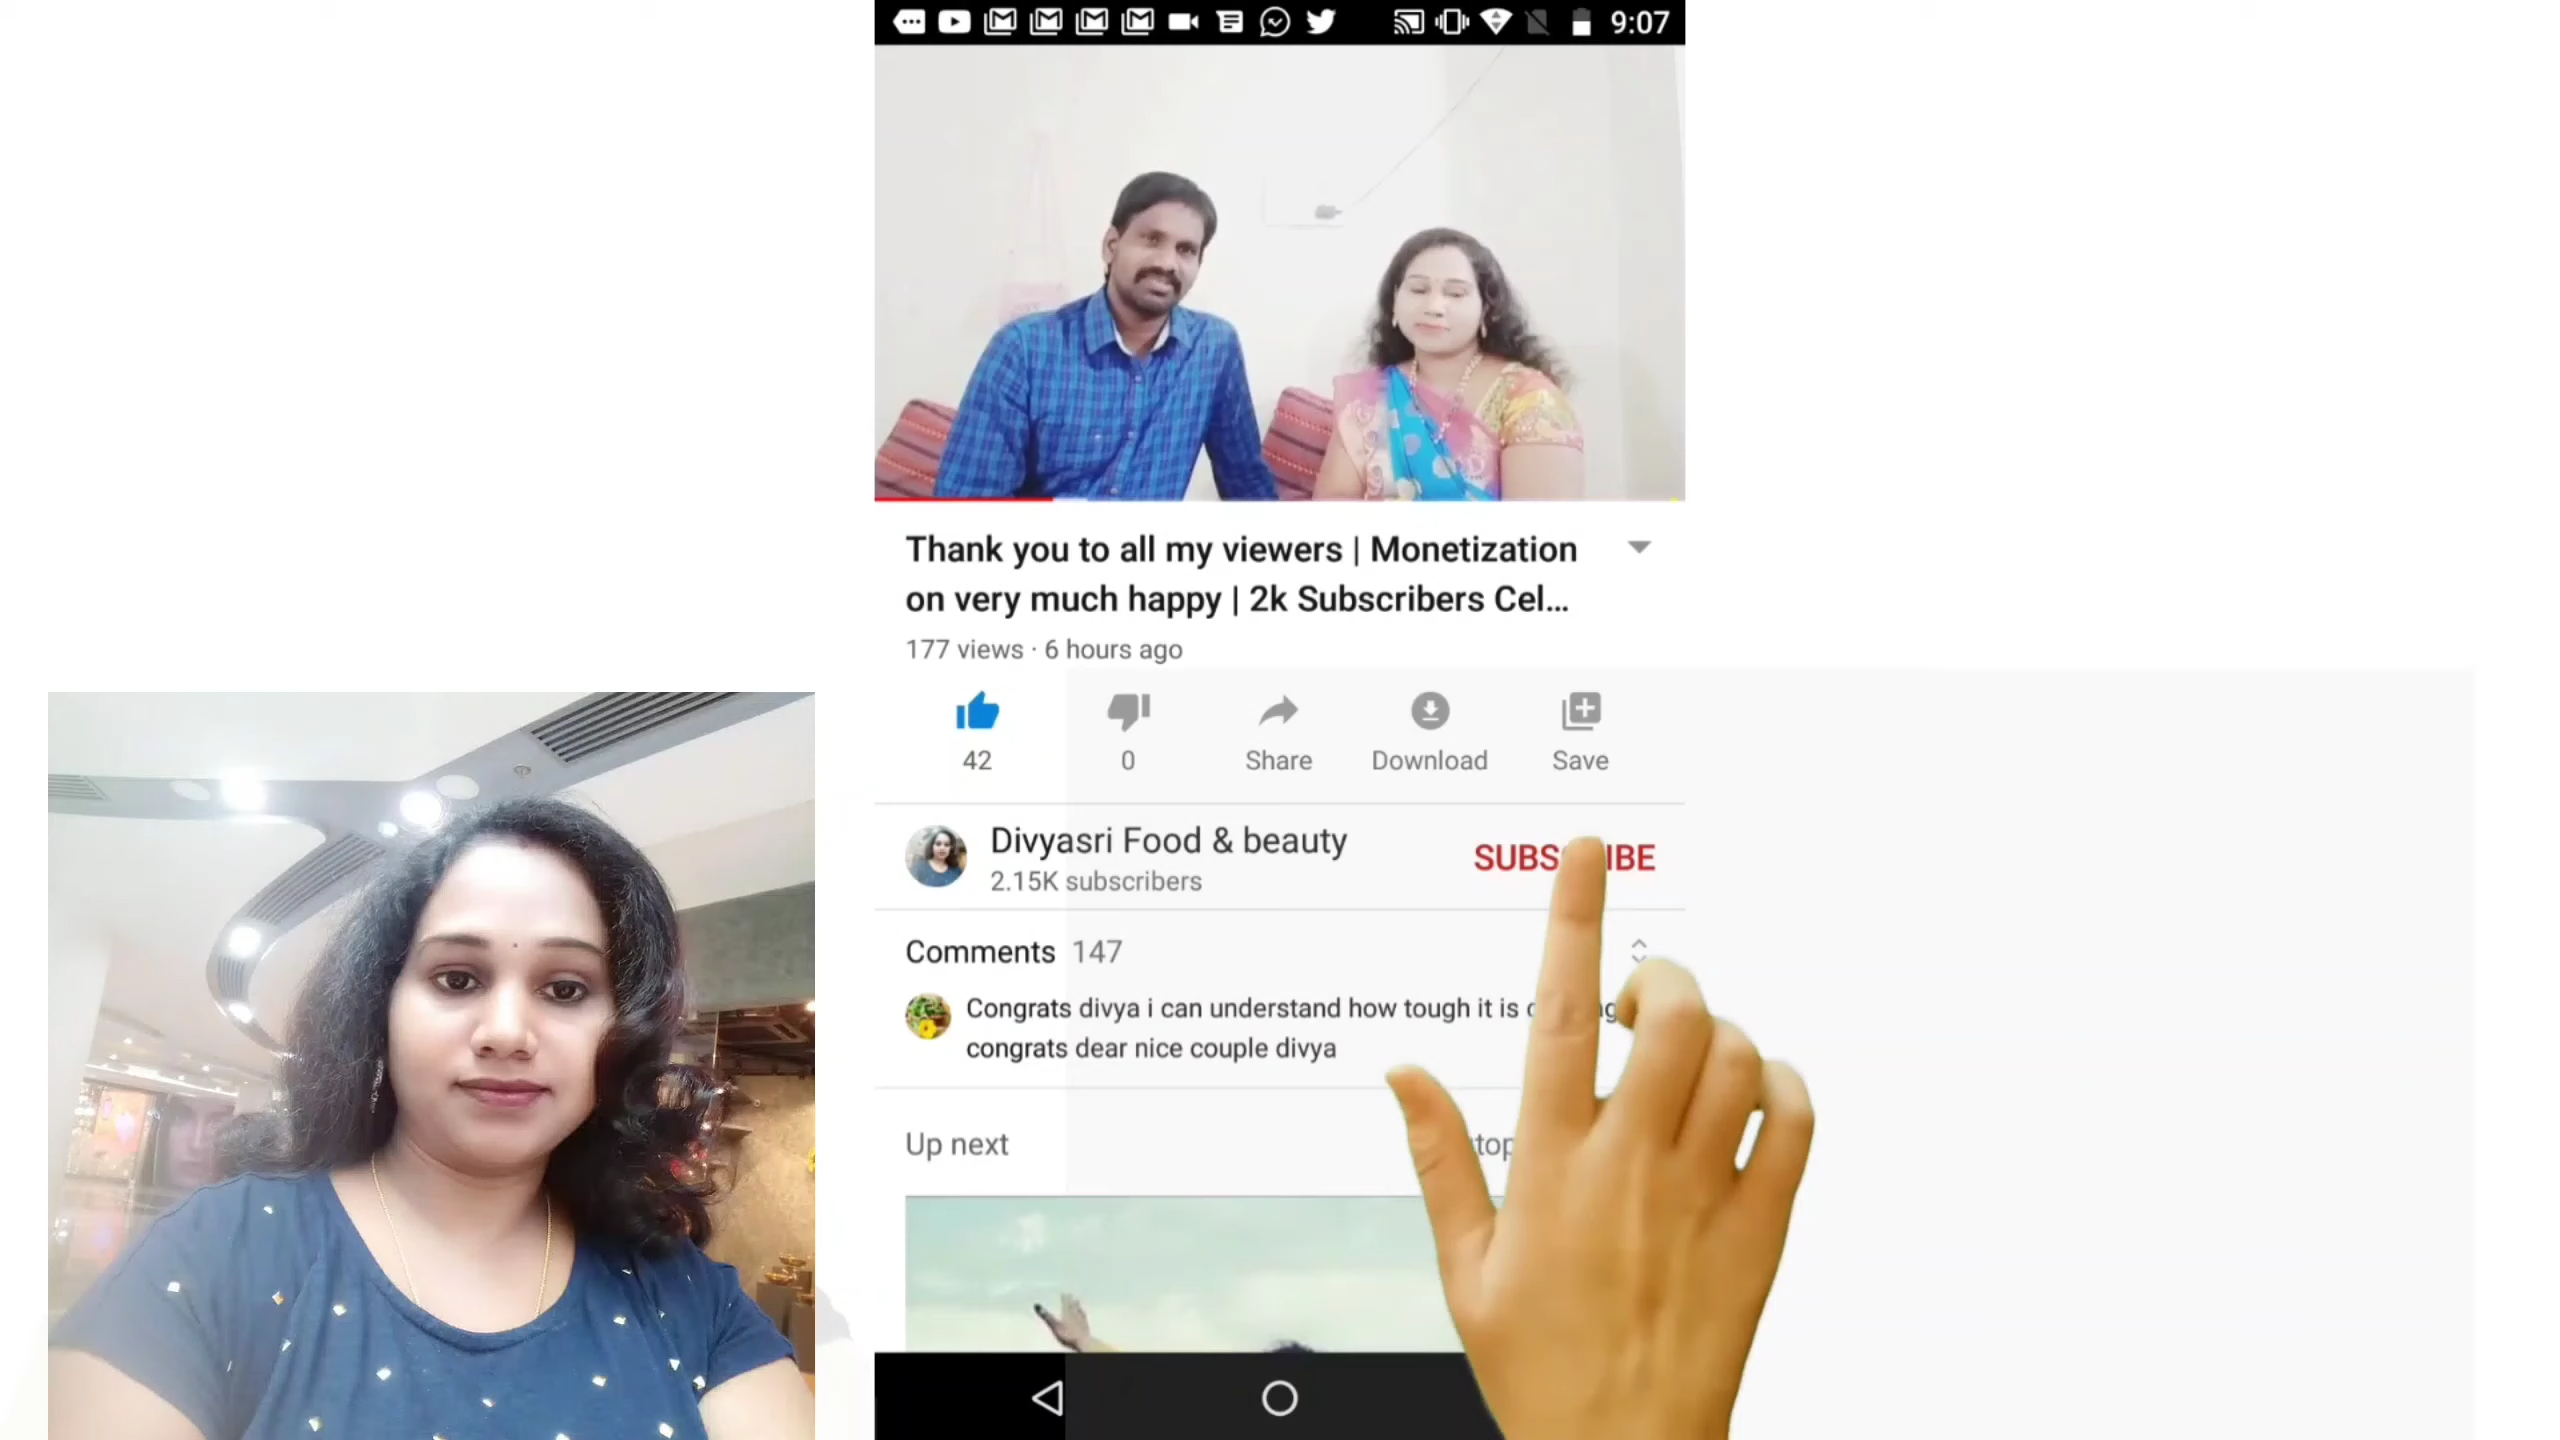 9:07
Thank you to all my viewers | Monetization
on very much happy | 2k Subscribers Cel...
177 views · 6 hours ago
42
0
Share
Download
Save
Divyasri Food & beauty
2.15K subscribers
Comments 147
Congrats divya i can understand how tough it is
congrats dear nice couple divya
Up next